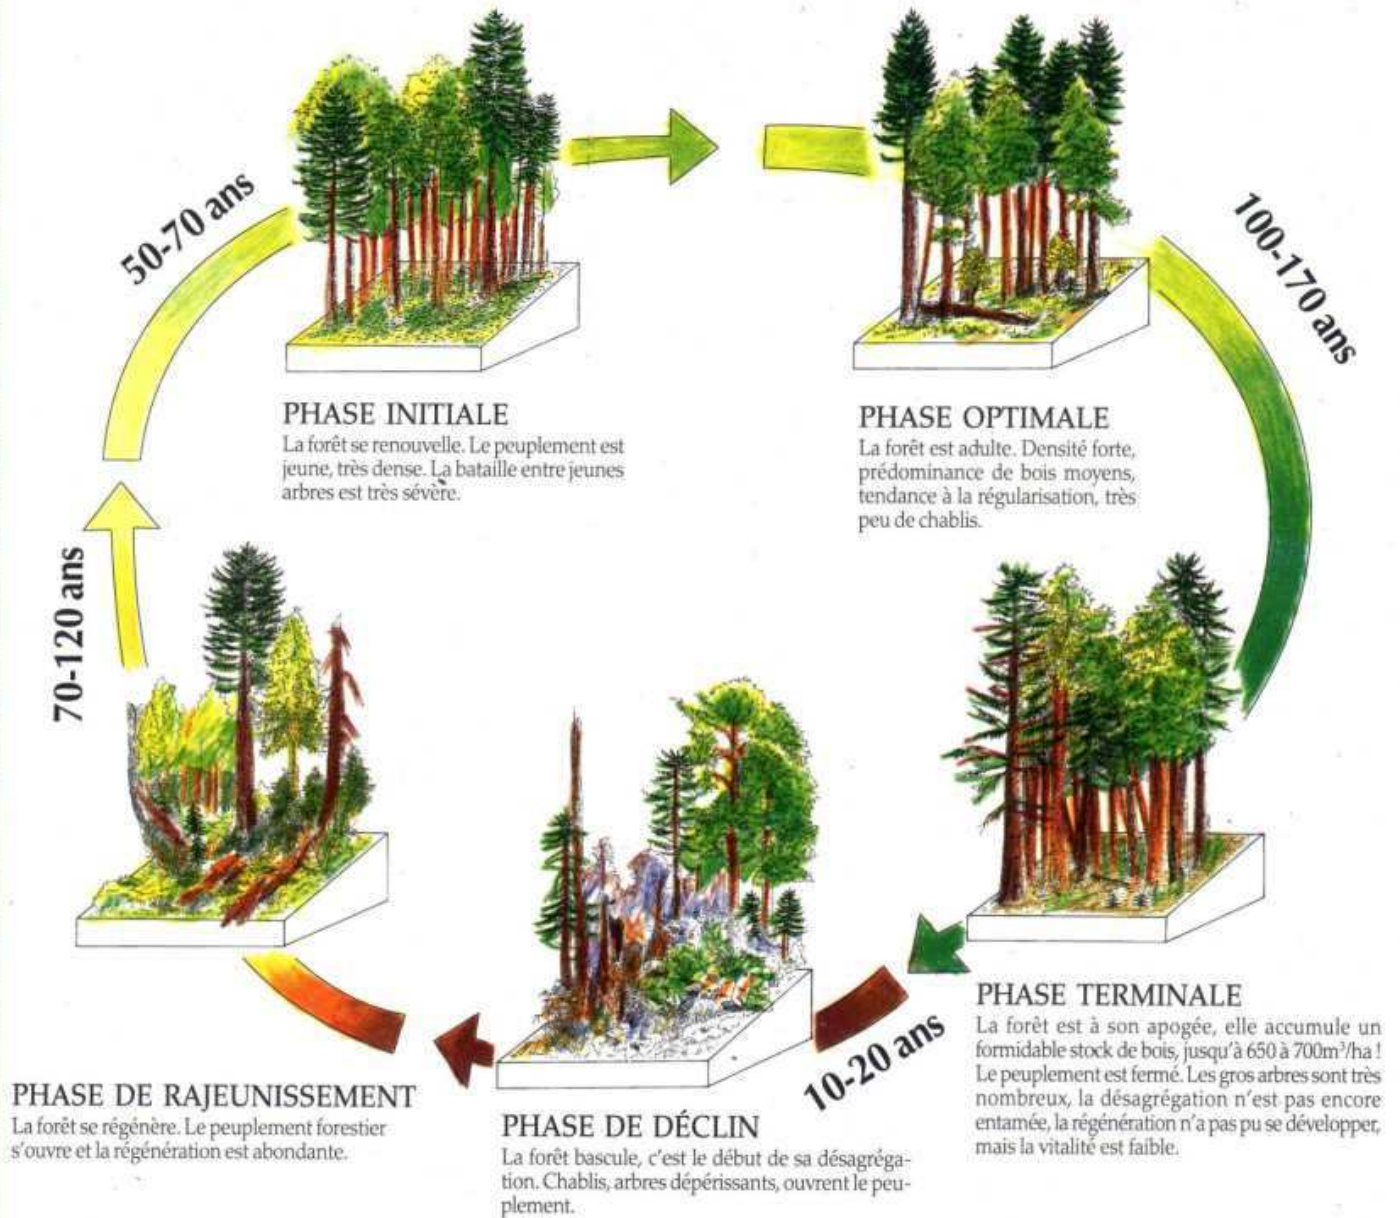 50-70 ans
100-170 ans
PHASE INITIALE
La forêt se renouvelle. Le peuplement est
jeune, très dense. La bataille entre jeunes
arbres est très sévère.
PHASE OPTIMALE
La forêt est adulte. Densité forte,
prédominance de bois moyens,
tendance à la régularisation, très
peu de chablis.
70-120 ans
10-20 ans
PHASE TERMINALE
La forêt est à son apogée, elle accumule un
formidable stock de bois, jusqu'à 650 à 700m³/ha !
Le peuplement est fermé. Les gros arbres sont très
nombreux, la désagrégation n'est pas encore
entamée, la régénération n'a pas pu se développer,
mais la vitalité est faible.
PHASE DE DÉCLIN
La forêt bascule, c'est le début de sa désagréga-
tion. Chablis, arbres dépérissants, ouvrent le peu-
plement.
PHASE DE RAJEUNISSEMENT
La forêt se régénère. Le peuplement forestier
s'ouvre et la régénération est abondante.